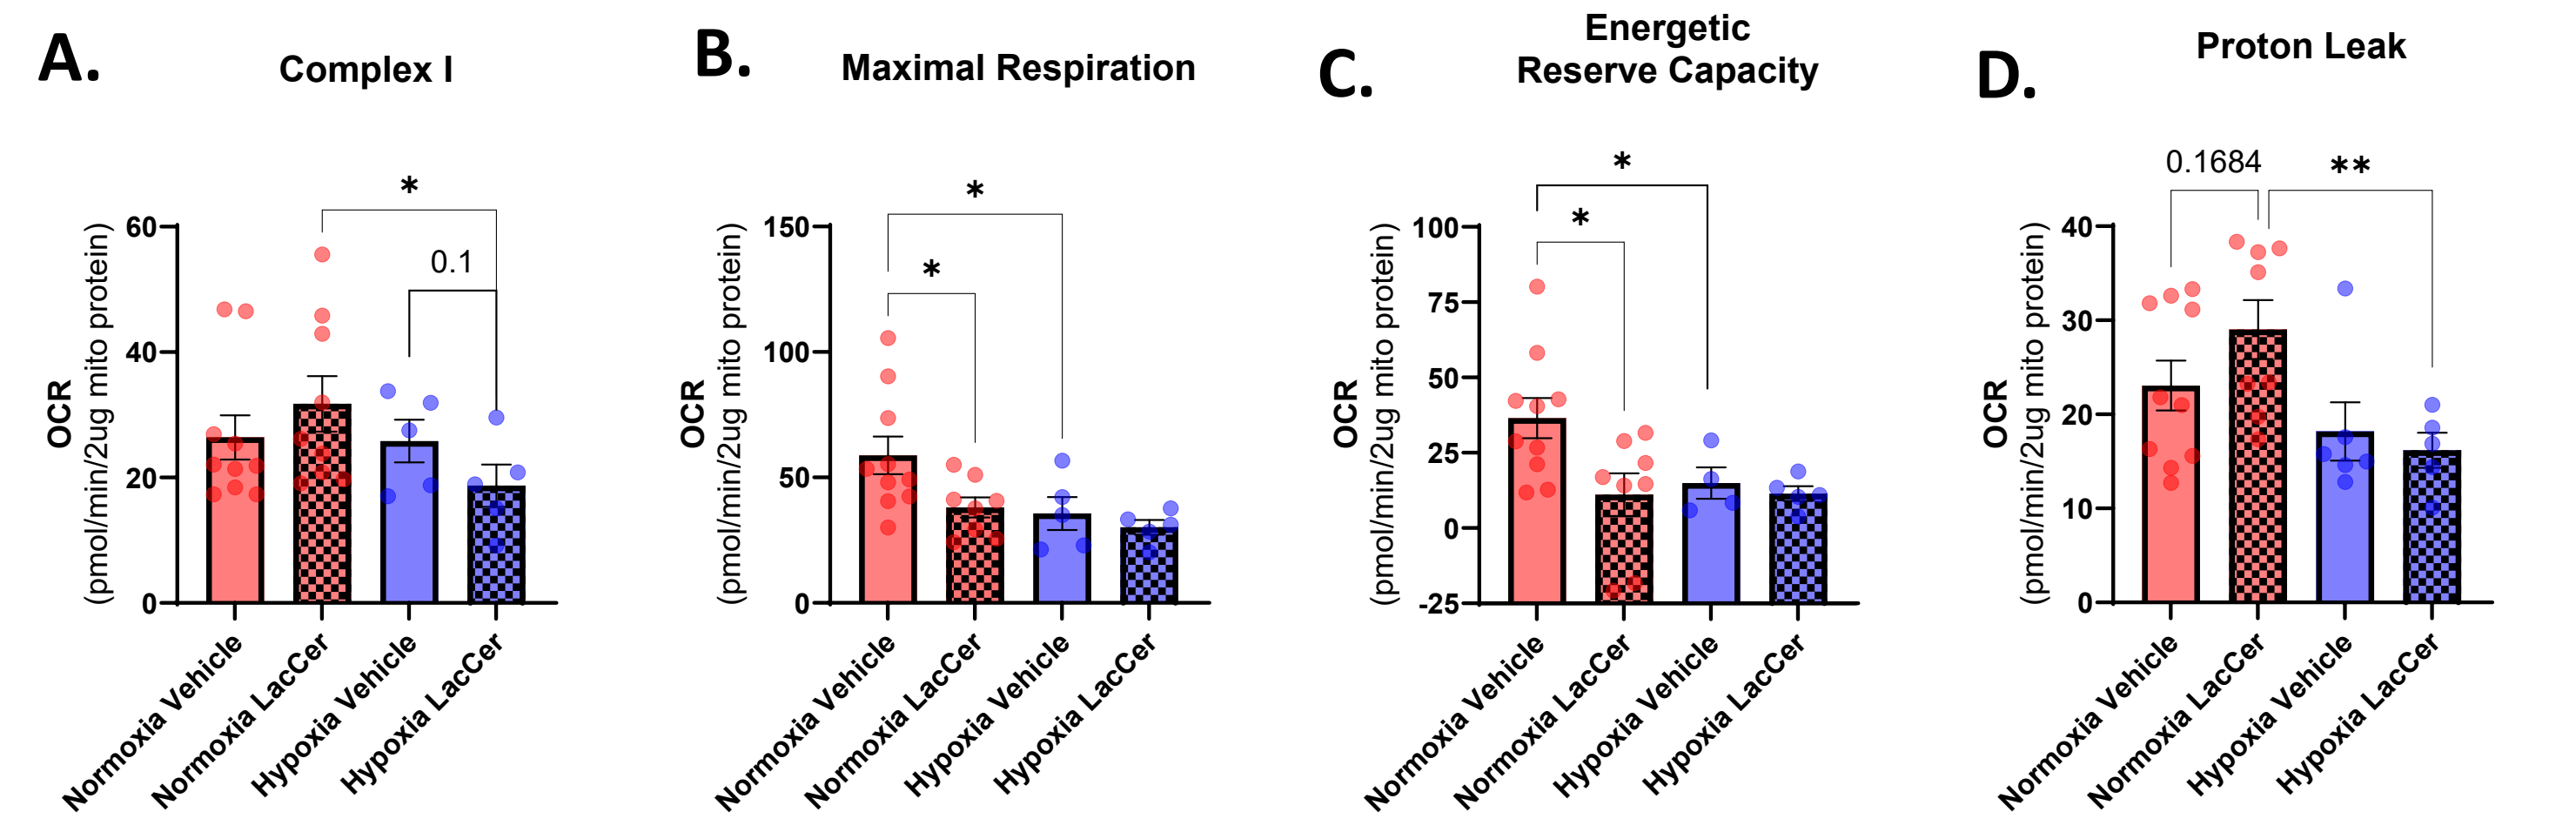 A.
Complex I
*
0.1
60
40
20
0
OCR
(pmol/min/2ug mito protein)
Normoxia Vehicle
Normoxia LacCer
Hypoxia Vehicle
Hypoxia LacCer
B.
Maximal Respiration
*
*
150
100
50
0
OCR
(pmol/min/2ug mito protein)
Normoxia Vehicle
Normoxia LacCer
Hypoxia Vehicle
Hypoxia LacCer
C.
Energetic
Reserve Capacity
*
*
100
75
50
25
0
-25
OCR
(pmol/min/2ug mito protein)
Normoxia Vehicle
Normoxia LacCer
Hypoxia Vehicle
Hypoxia LacCer
D.
Proton Leak
0.1684
**
40
30
20
10
0
OCR
(pmol/min/2ug mito protein)
Normoxia Vehicle
Normoxia LacCer
Hypoxia Vehicle
Hypoxia LacCer